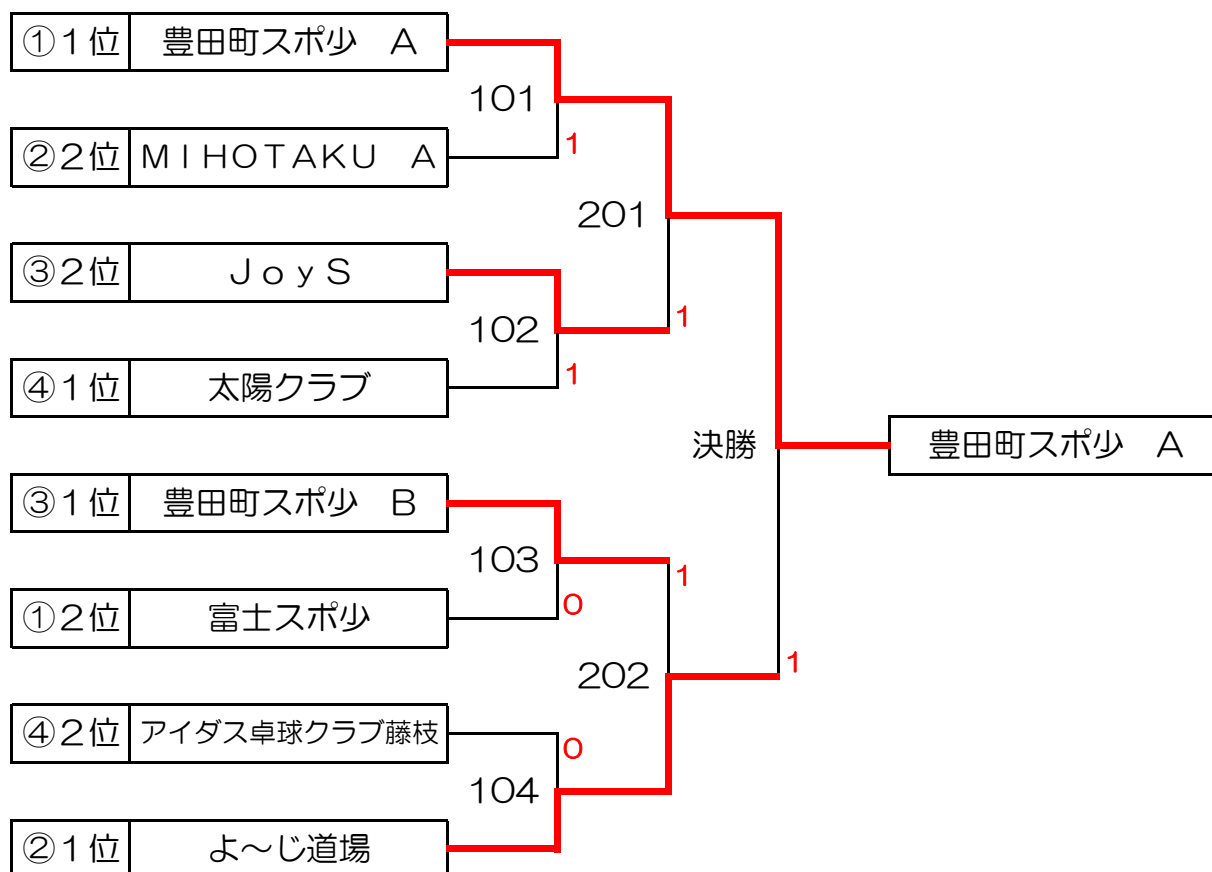 ①１位 豊田町スポ少　Ａ
101
②２位 ＭＩＨＯＴＡＫＵ　Ａ
1
201
③２位 ＪｏｙＳ
102
1
④１位 太陽クラブ
1
決勝
豊田町スポ少　Ａ
③１位 豊田町スポ少　Ｂ
103
1
①２位 富士スポ少
0
202
1
④２位 アイダス卓球クラブ藤枝
0
104
②１位 よ～じ道場